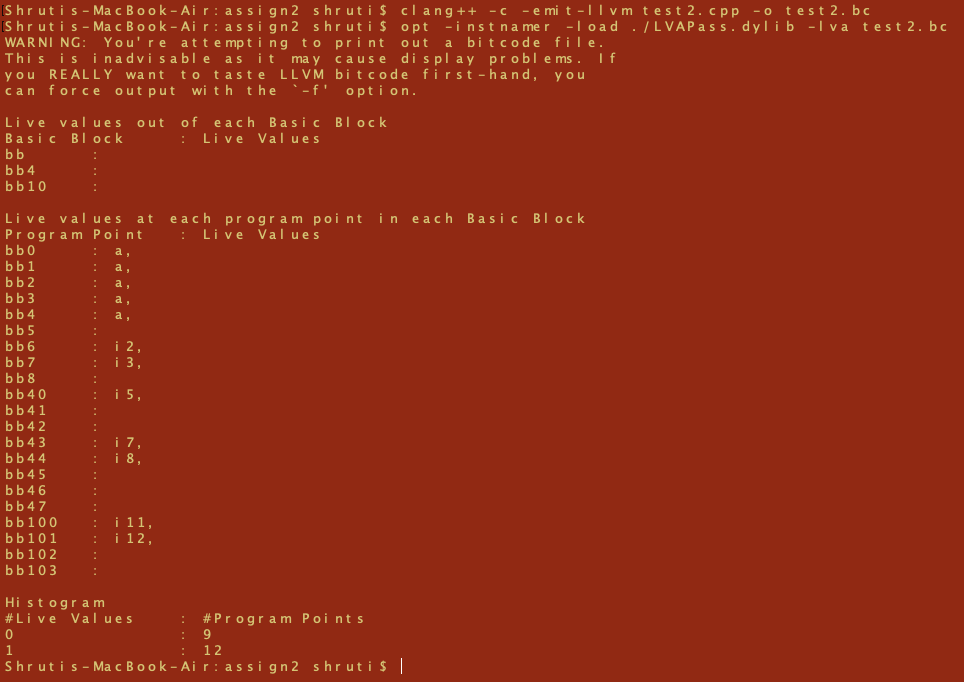 Shrutis-MacBook-Air:assign2 shruti$ clang++ -c -emit-llvm test2.cpp -o test2.bc
Shrutis-MacBook-Air:assign2 shruti$ opt -instnamer -load ./LVAPass.dylib -lva test2.bc
WARNING: You're attempting to print out a bitcode file.
This is inadvisable as it may cause display problems. If
you REALLY want to taste LLVM bitcode first-hand, you
can force output with the `-f' option.

Live values out of each Basic Block
Basic Block : Live Values
bb :
bb4 :
bb10 :

Live values at each program point in each Basic Block
Program Point : Live Values
bb0 : a,
bb1 : a,
bb2 : a,
bb3 : a,
bb4 : a,
bb5 :
bb6 : i2,
bb7 : i3,
bb8 :
bb40 : i5,
bb41 :
bb42 :
bb43 : i7,
bb44 : i8,
bb45 :
bb46 :
bb47 :
bb100 : i11,
bb101 : i12,
bb102 :
bb103 :

Histogram
#Live Values : #Program Points
0 : 9
1 : 12
Shrutis-MacBook-Air:assign2 shruti$